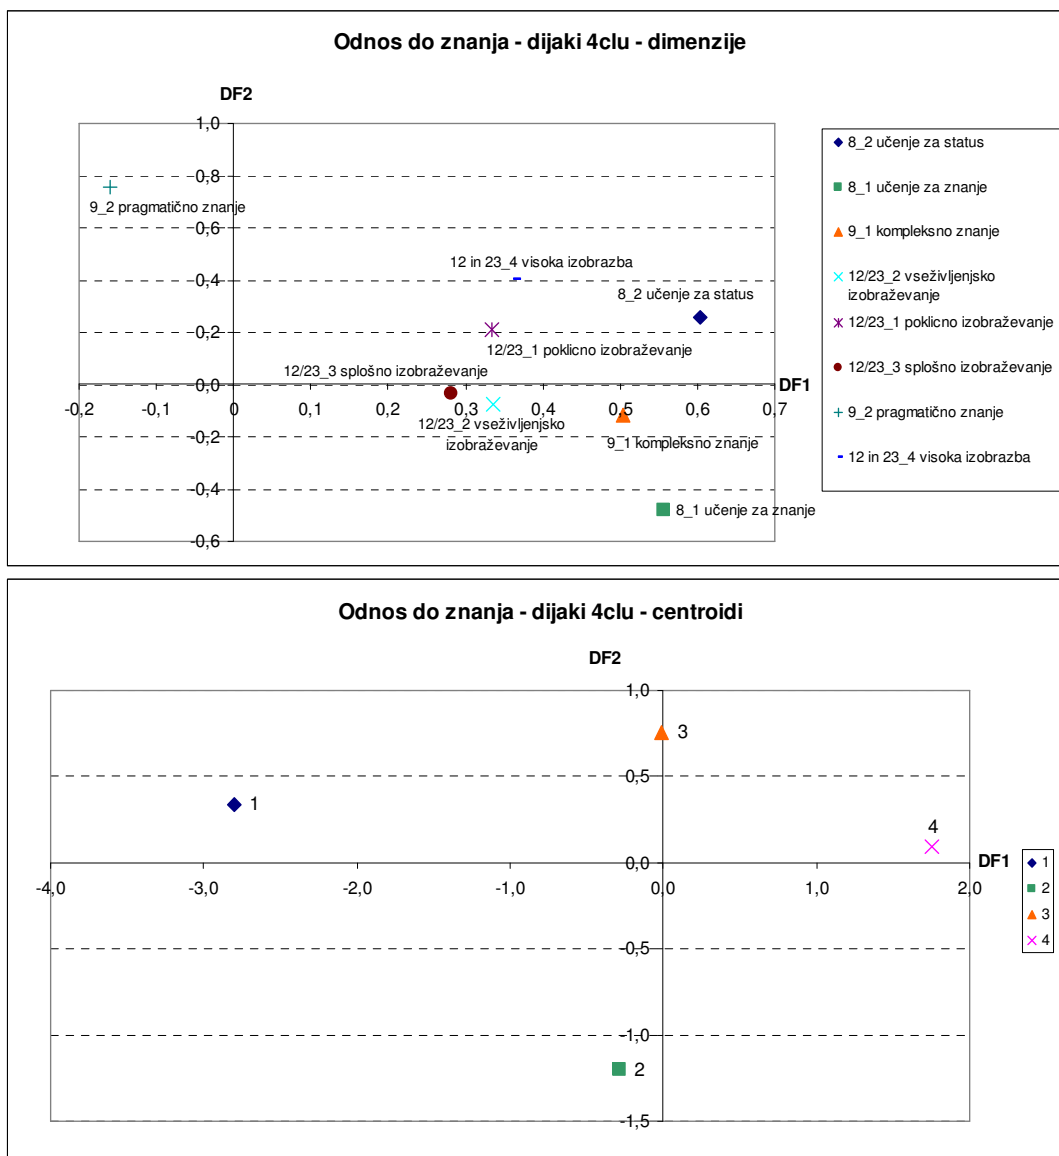 Odnos do znanja - dijaki 4clu - dimenzije
DF2
1,0
0,8
9_2 pragmatično znanje
0,6
12 in 23_4 visoka izobrazba
0,4
8_2 učenje za status
0,2
12/23_1 poklicno izobraževanje
12/23_3 splošno izobraževanje
0,0
DF1
-0,2 -0,1 0 0,1 0,2 0,3 0,4 0,5 0,6 0,7
12/23_2 vseživljenjsko
izobraževanje
9_1 kompleksno znanje
-0,2
-0,4
8_1 učenje za znanje
-0,6
8_2 učenje za status
8_1 učenje za znanje
9_1 kompleksno znanje
12/23_2 vseživljenjsko
izobraževanje
12/23_1 poklicno izobraževanje
12/23_3 splošno izobraževanje
9_2 pragmatično znanje
12 in 23_4 visoka izobrazba
Odnos do znanja - dijaki 4clu - centroidi
DF2
1,0
3
0,5
1
4
0,0
DF1
-4,0 -3,0 -2,0 -1,0 0,0 1,0 2,0
-0,5
-1,0
2
-1,5
1
2
3
4